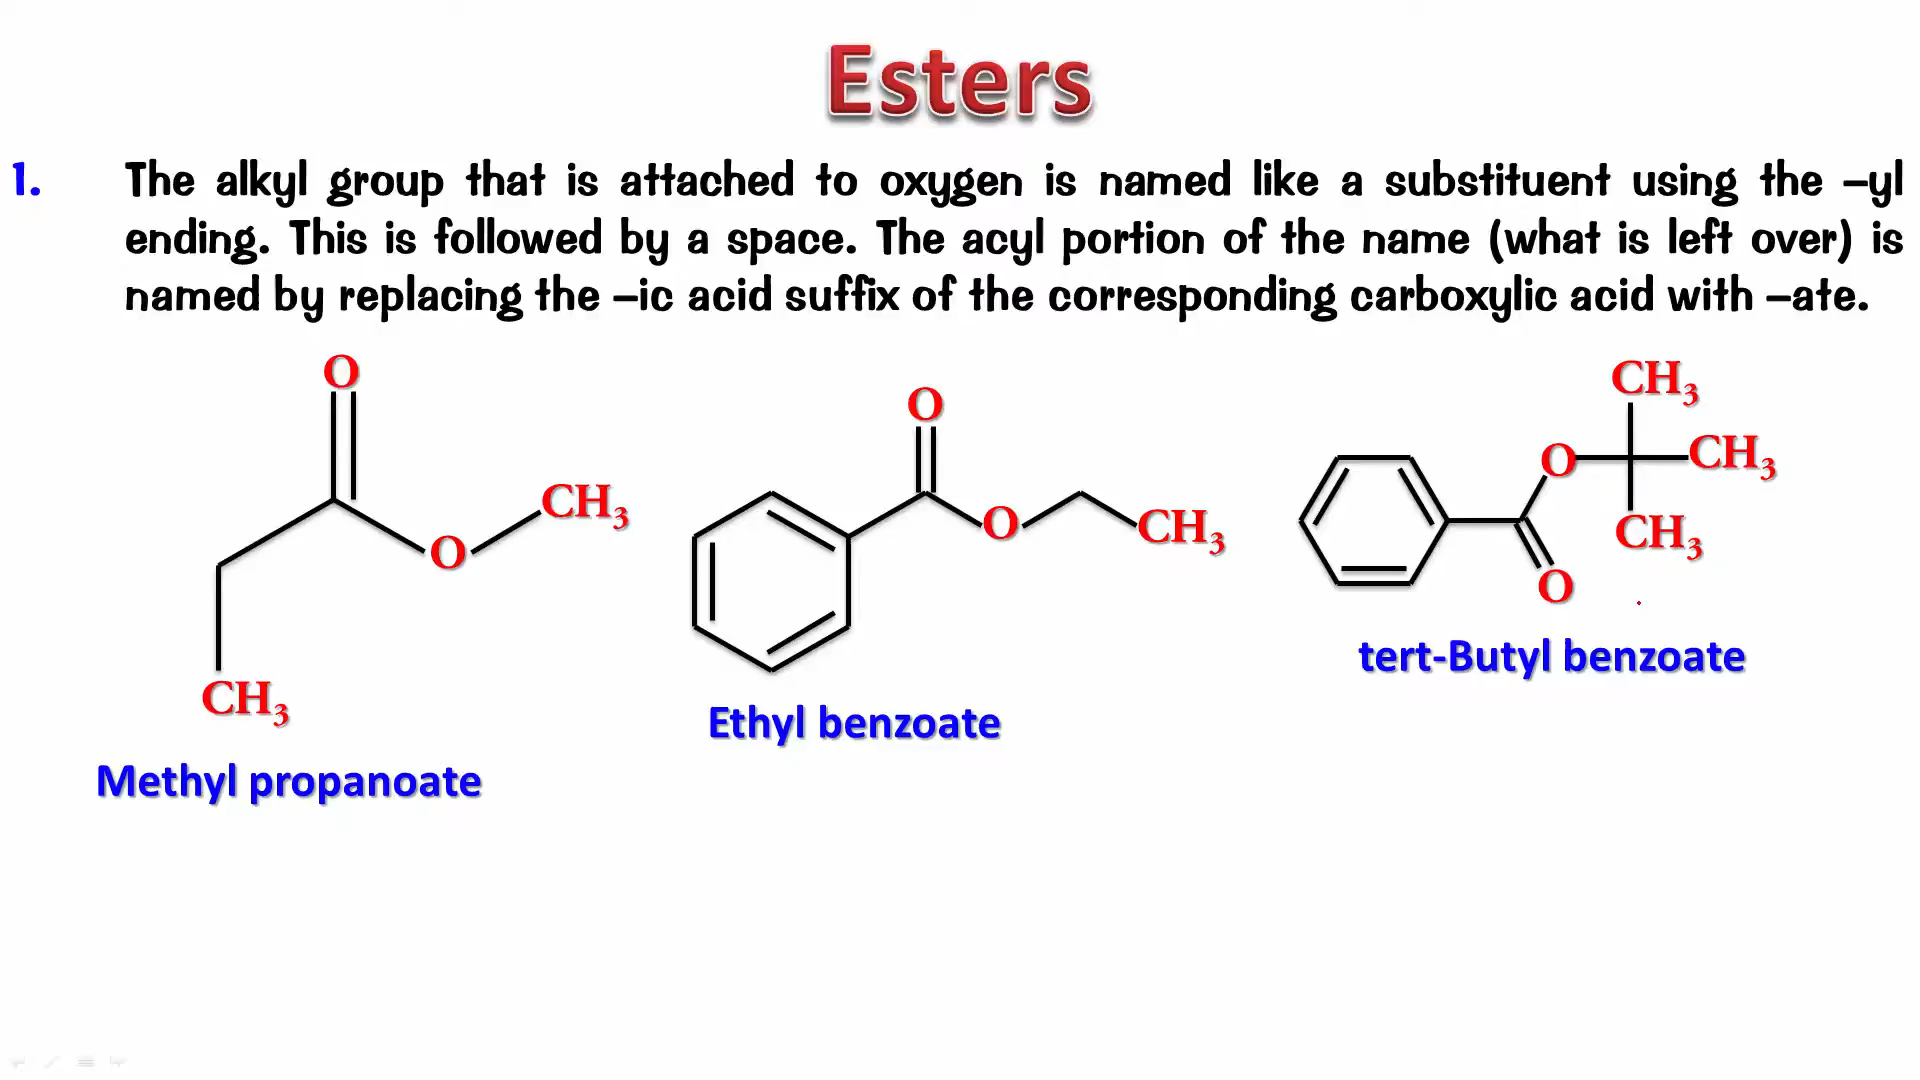 Esters
1. The alkyl group that is attached to oxygen is named like a substituent using the –yl
ending. This is followed by a space. The acyl portion of the name (what is left over) is
named by replacing the –ic acid suffix of the corresponding carboxylic acid with –ate.
O
O
CH3
CH3
Methyl propanoate
O
O
CH3
Ethyl benzoate
CH3
O
CH3
CH3
O
tert-Butyl benzoate